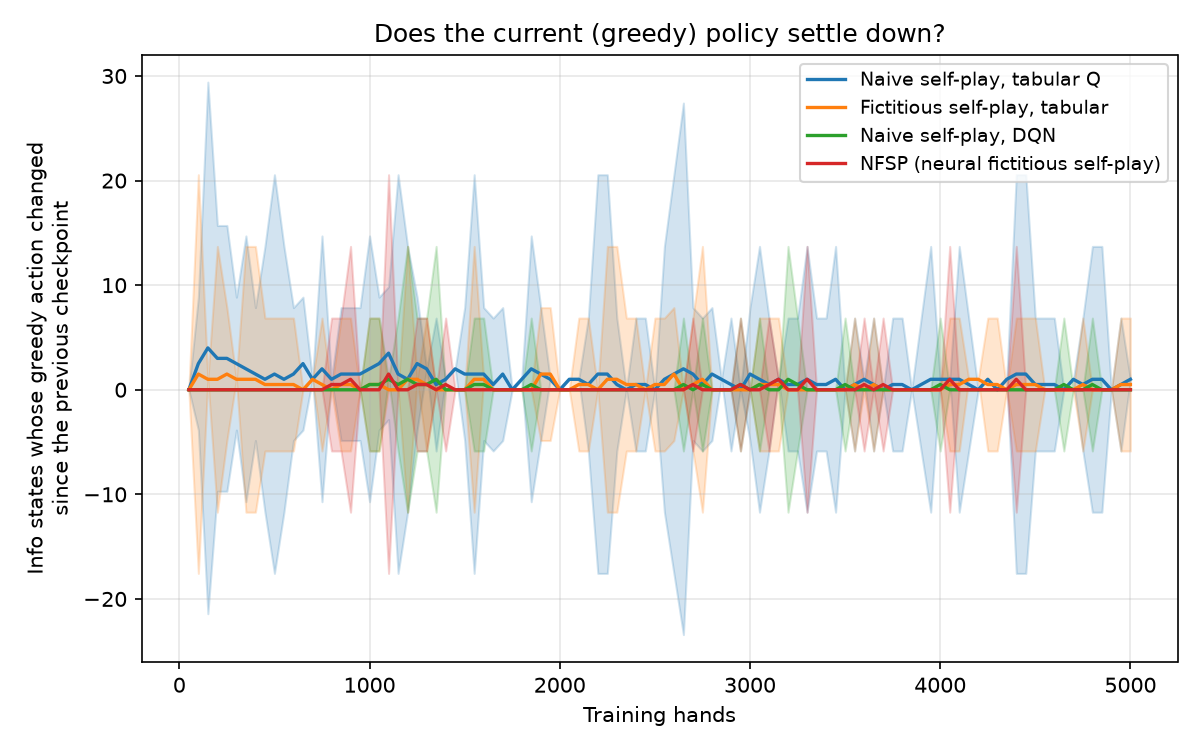 Does the current (greedy) policy settle down?
Info states whose greedy action changed
since the previous checkpoint
30
20
10
0
−10
−20
Naive self-play, tabular Q
Fictitious self-play, tabular
Naive self-play, DQN
NFSP (neural fictitious self-play)
0
1000
2000
3000
4000
5000
Training hands